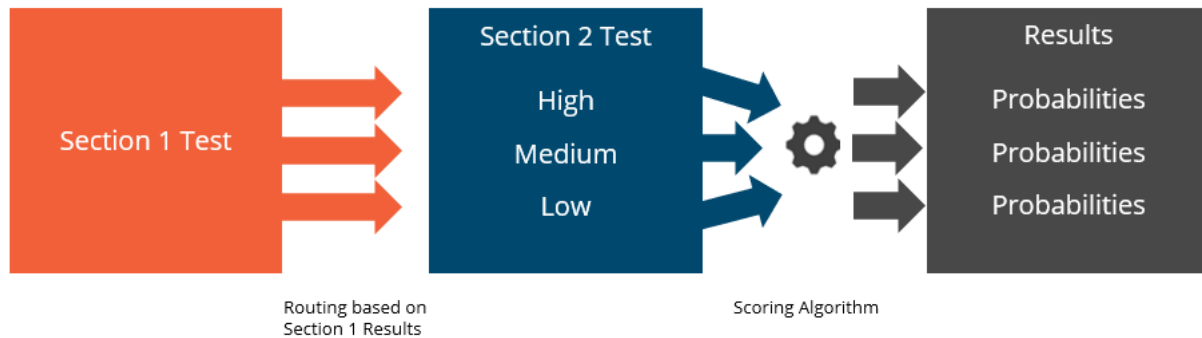 Section 1 Test
Section 2 Test
High
Medium
Low
Results
Probabilities
Probabilities
Probabilities
Routing based on
Section 1 Results
Scoring Algorithm